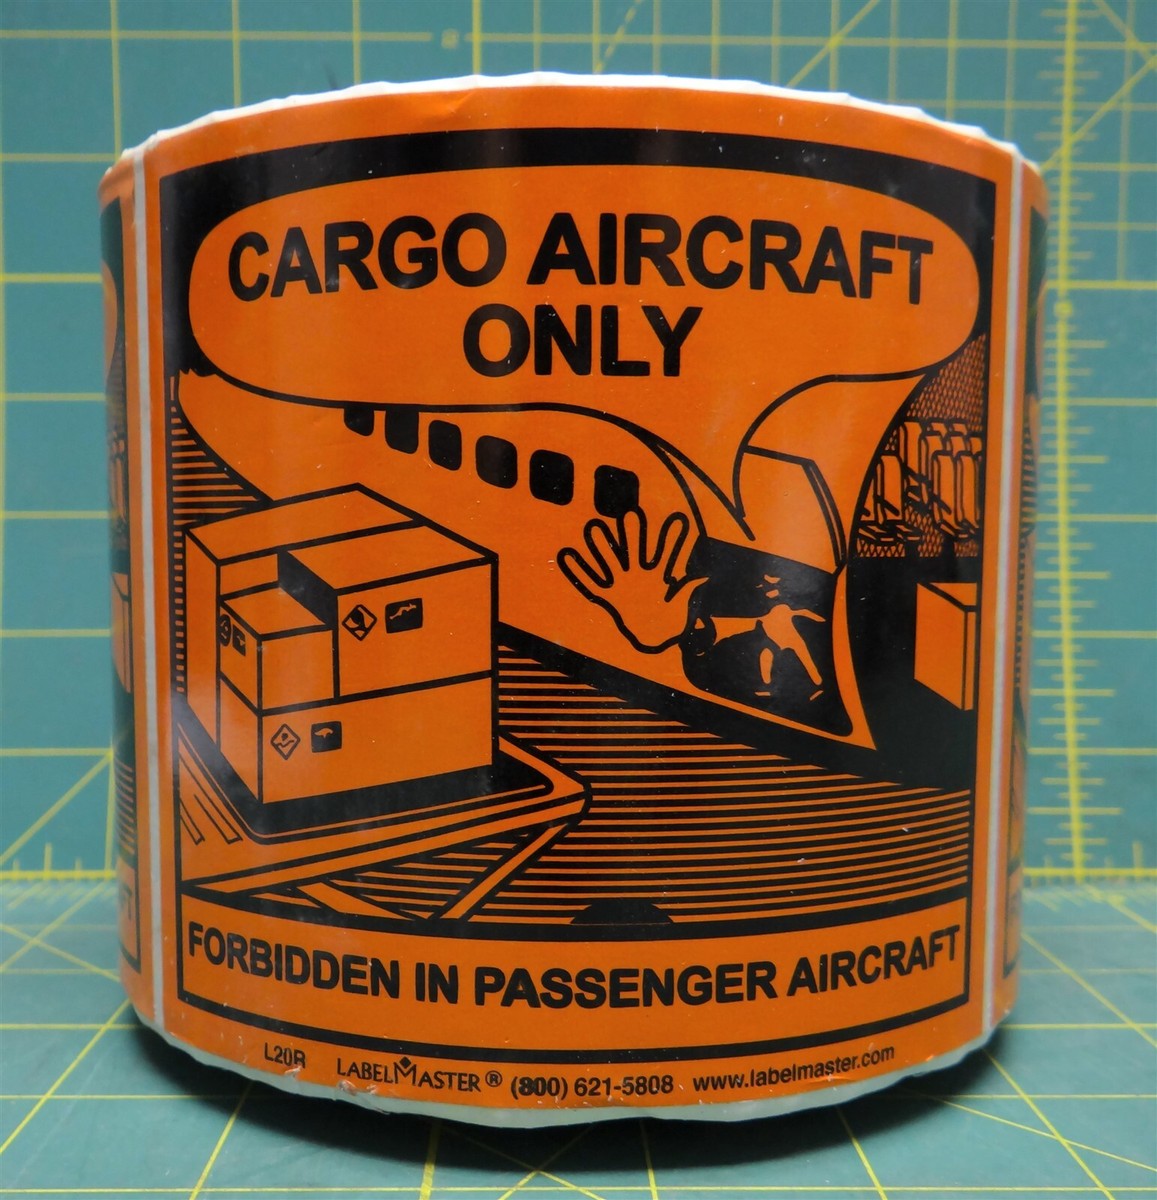 CARGO AIRCRAFT
ONLY
FORBIDDEN IN PASSENGER AIRCRAFT
L20R
LABELMASTER ® (800) 621-5808 www.labelmaster.com